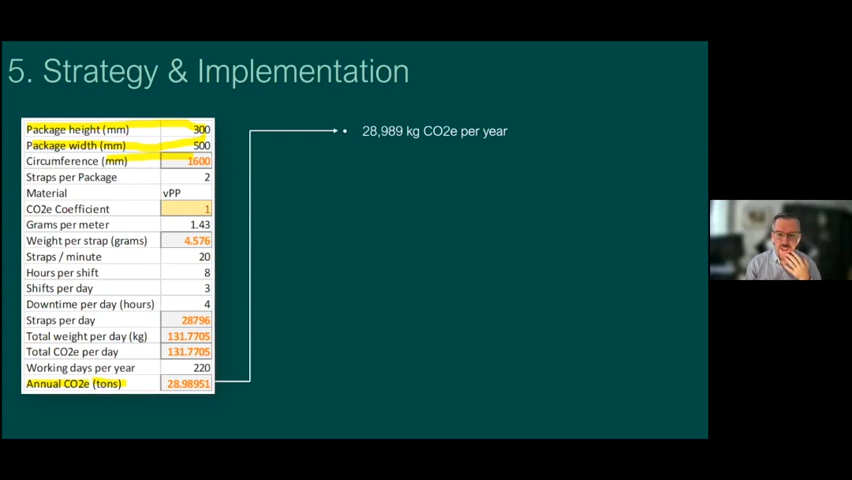 5. Strategy & Implementation
Package height (mm) 300
Package width (mm) 500
Circumference (mm) 1600
Straps per Package 2
Material vPP
CO2e Coefficient 1
Grams per meter 1.43
Weight per strap (grams) 4.576
Straps / minute 20
Hours per shift 8
Shifts per day 3
Downtime per day (hours) 4
Straps per day 28796
Total weight per day (kg) 131.7705
Total CO2e per day 131.7705
Working days per year 220
Annual CO2e (tons) 28.98951
• 28,989 kg CO2e per year